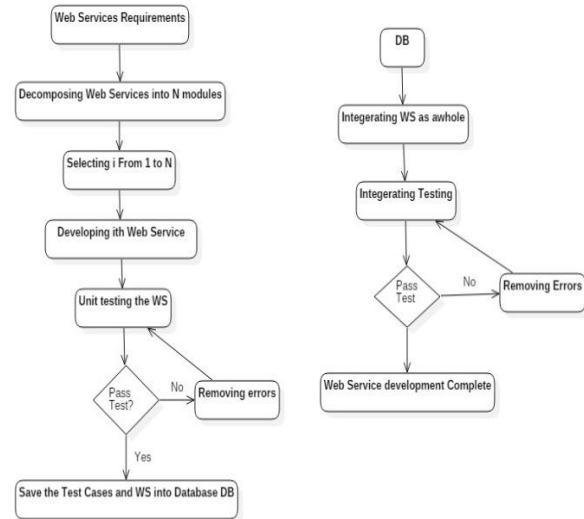 Web Services Requirements
Decomposing Web Services into N modules
Selecting i From 1 to N
Developing ith Web Service
Unit testing the WS
Pass
Test?
No
Removing errors
Yes
Save the Test Cases and WS into Database DB
DB
Integerating WS as awhole
Integerating Testing
Pass
Test
No
Removing Errors
Web Service development Complete